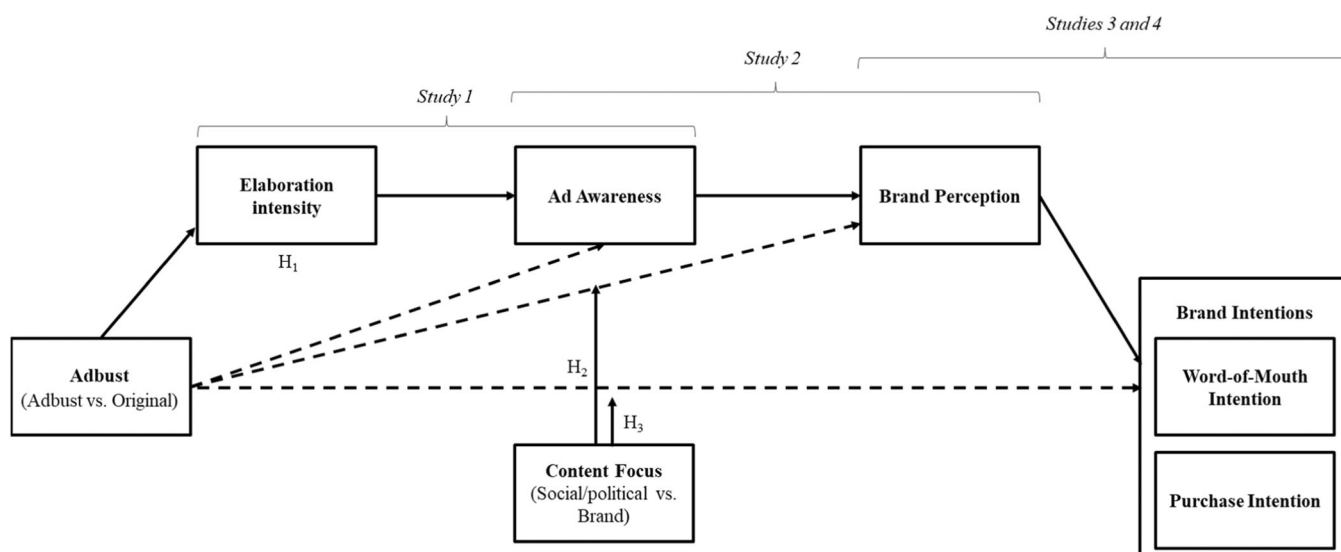 Studies 3 and 4
Study 2
Study 1
Elaboration
intensity
Ad Awareness
Brand Perception
H₁
Adbust
(Adbust vs. Original)
H₂
H₃
Content Focus
(Social/political vs.
Brand)
Brand Intentions
Word-of-Mouth
Intention
Purchase Intention